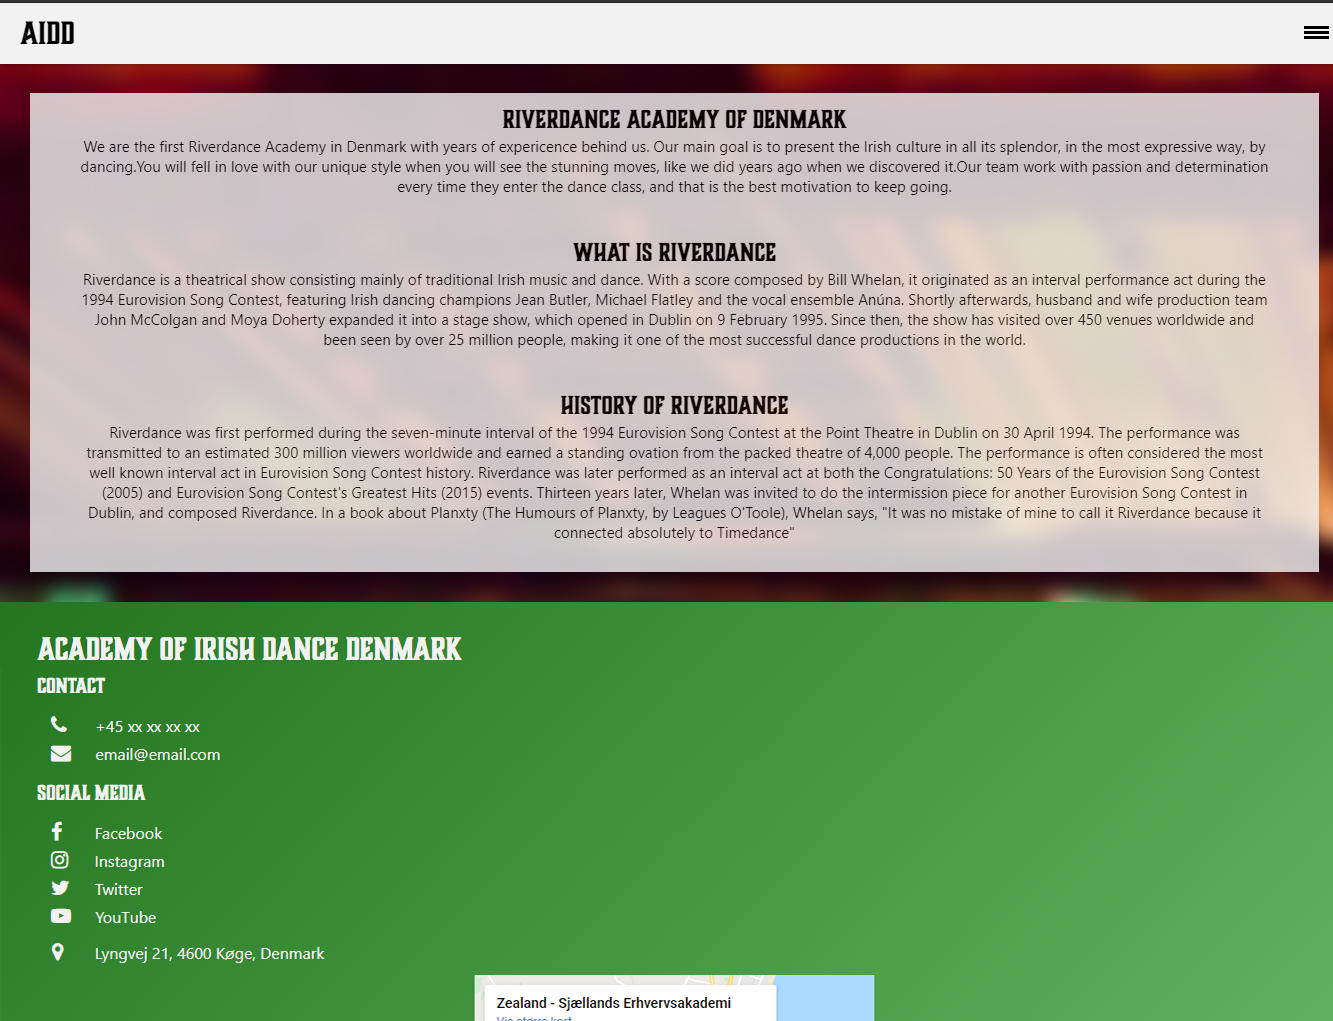 AIDD
RIVERDANCE ACADEMY OF DENMARK
We are the first Riverdance Academy in Denmark with years of expericence behind us. Our main goal is to present the Irish culture in all its splendor, in the most expressive way, by
dancing.You will fell in love with our unique style when you will see the stunning moves, like we did years ago when we discovered it.Our team work with passion and determination
every time they enter the dance class, and that is the best motivation to keep going.
WHAT IS RIVERDANCE
Riverdance is a theatrical show consisting mainly of traditional Irish music and dance. With a score composed by Bill Whelan, it originated as an interval performance act during the
1994 Eurovision Song Contest, featuring Irish dancing champions Jean Butler, Michael Flatley and the vocal ensemble Anúna. Shortly afterwards, husband and wife production team
John McColgan and Moya Doherty expanded it into a stage show, which opened in Dublin on 9 February 1995. Since then, the show has visited over 450 venues worldwide and
been seen by over 25 million people, making it one of the most successful dance productions in the world.
HISTORY OF RIVERDANCE
Riverdance was first performed during the seven-minute interval of the 1994 Eurovision Song Contest at the Point Theatre in Dublin on 30 April 1994. The performance was
transmitted to an estimated 300 million viewers worldwide and earned a standing ovation from the packed theatre of 4,000 people. The performance is often considered the most
well known interval act in Eurovision Song Contest history. Riverdance was later performed as an interval act at both the Congratulations: 50 Years of the Eurovision Song Contest
(2005) and Eurovision Song Contest's Greatest Hits (2015) events. Thirteen years later, Whelan was invited to do the intermission piece for another Eurovision Song Contest in
Dublin, and composed Riverdance. In a book about Planxty (The Humours of Planxty, by Leagues O'Toole), Whelan says, "It was no mistake of mine to call it Riverdance because it
connected absolutely to Timedance"
ACADEMY OF IRISH DANCE DENMARK
CONTACT
+45 xx xx xx xx
email@email.com
SOCIAL MEDIA
Facebook
Instagram
Twitter
YouTube
Lyngvej 21, 4600 Køge, Denmark
Zealand - Sjællands Erhvervsakademi
Vis større kort